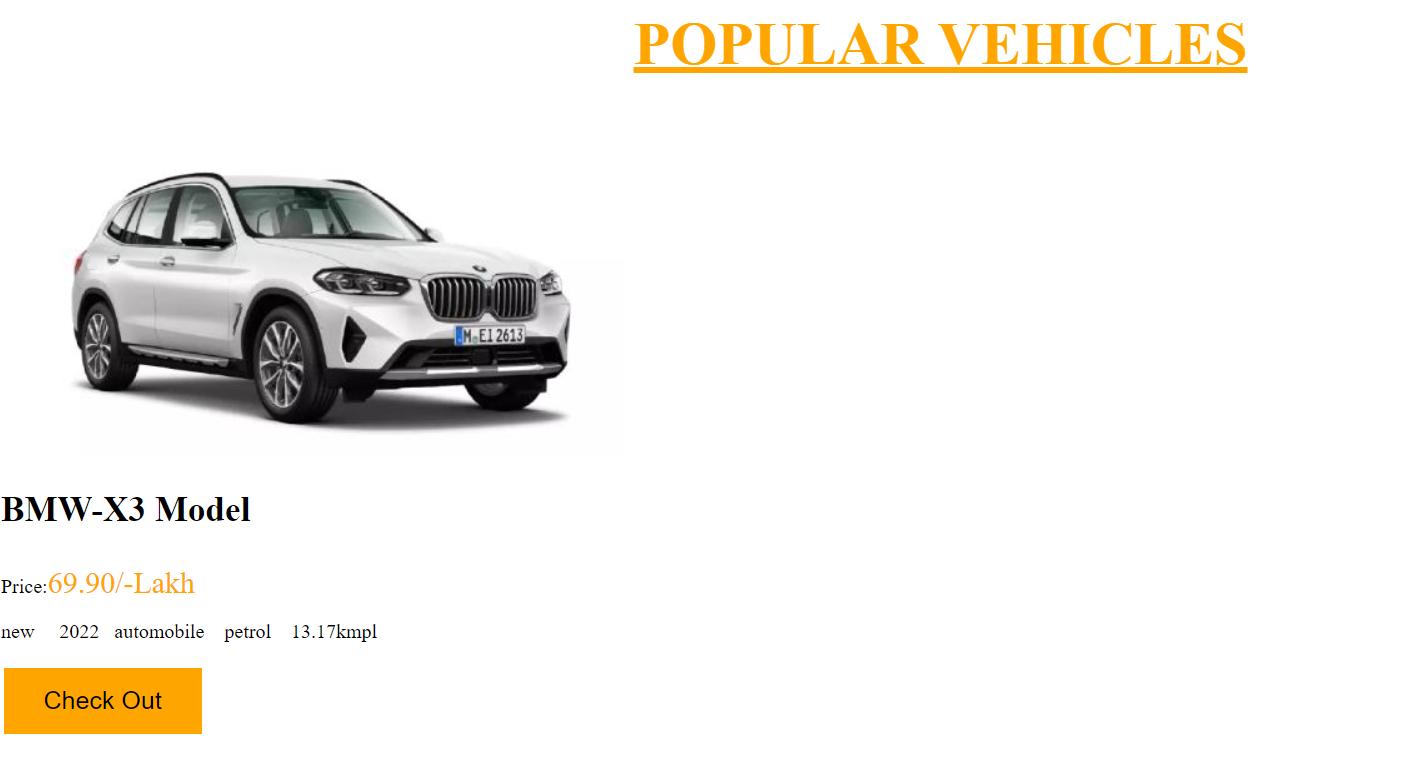 POPULAR VEHICLES
M EI 2613
BMW-X3 Model
Price:69.90/-Lakh
new 2022 automobile petrol 13.17kmpl
Check Out